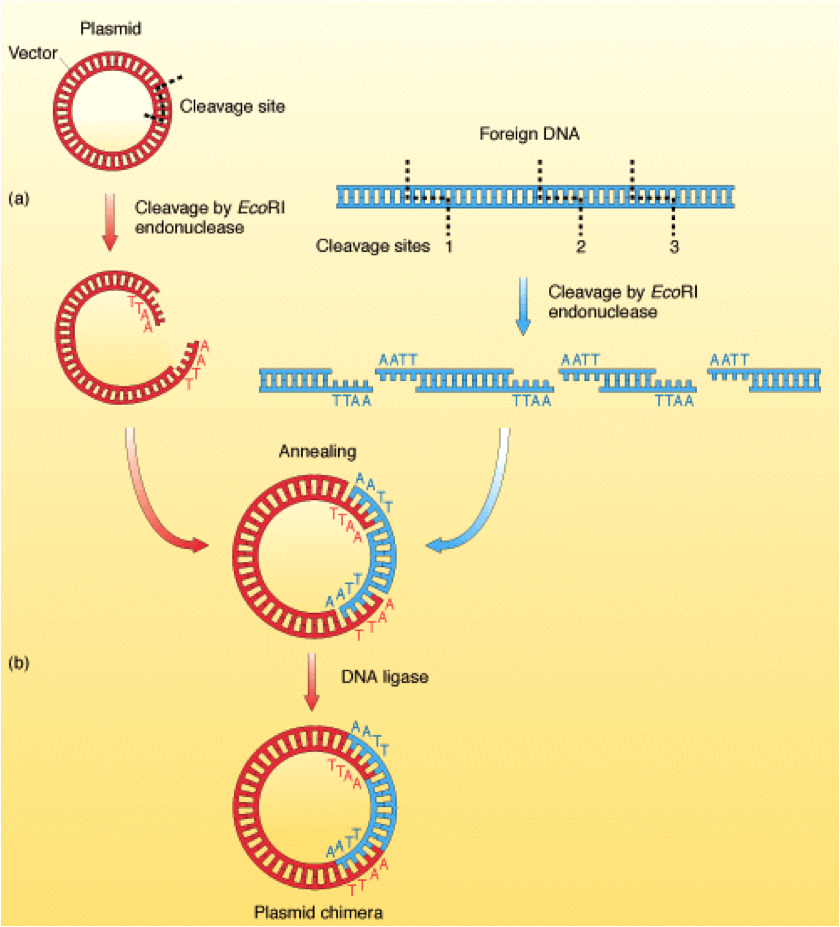 Plasmid
Vector
Cleavage site
Foreign DNA
(a)
Cleavage by EcoRI
endonuclease
Cleavage sites 1 2 3
Cleavage by EcoRI
endonuclease
TTAA
AATT
AATT AATT AATT
TTAA TTAA TTAA
Annealing
AATT
TTAA
AATT
TTAA
(b)
DNA ligase
AATT
TTAA
AATT
TTAA
Plasmid chimera